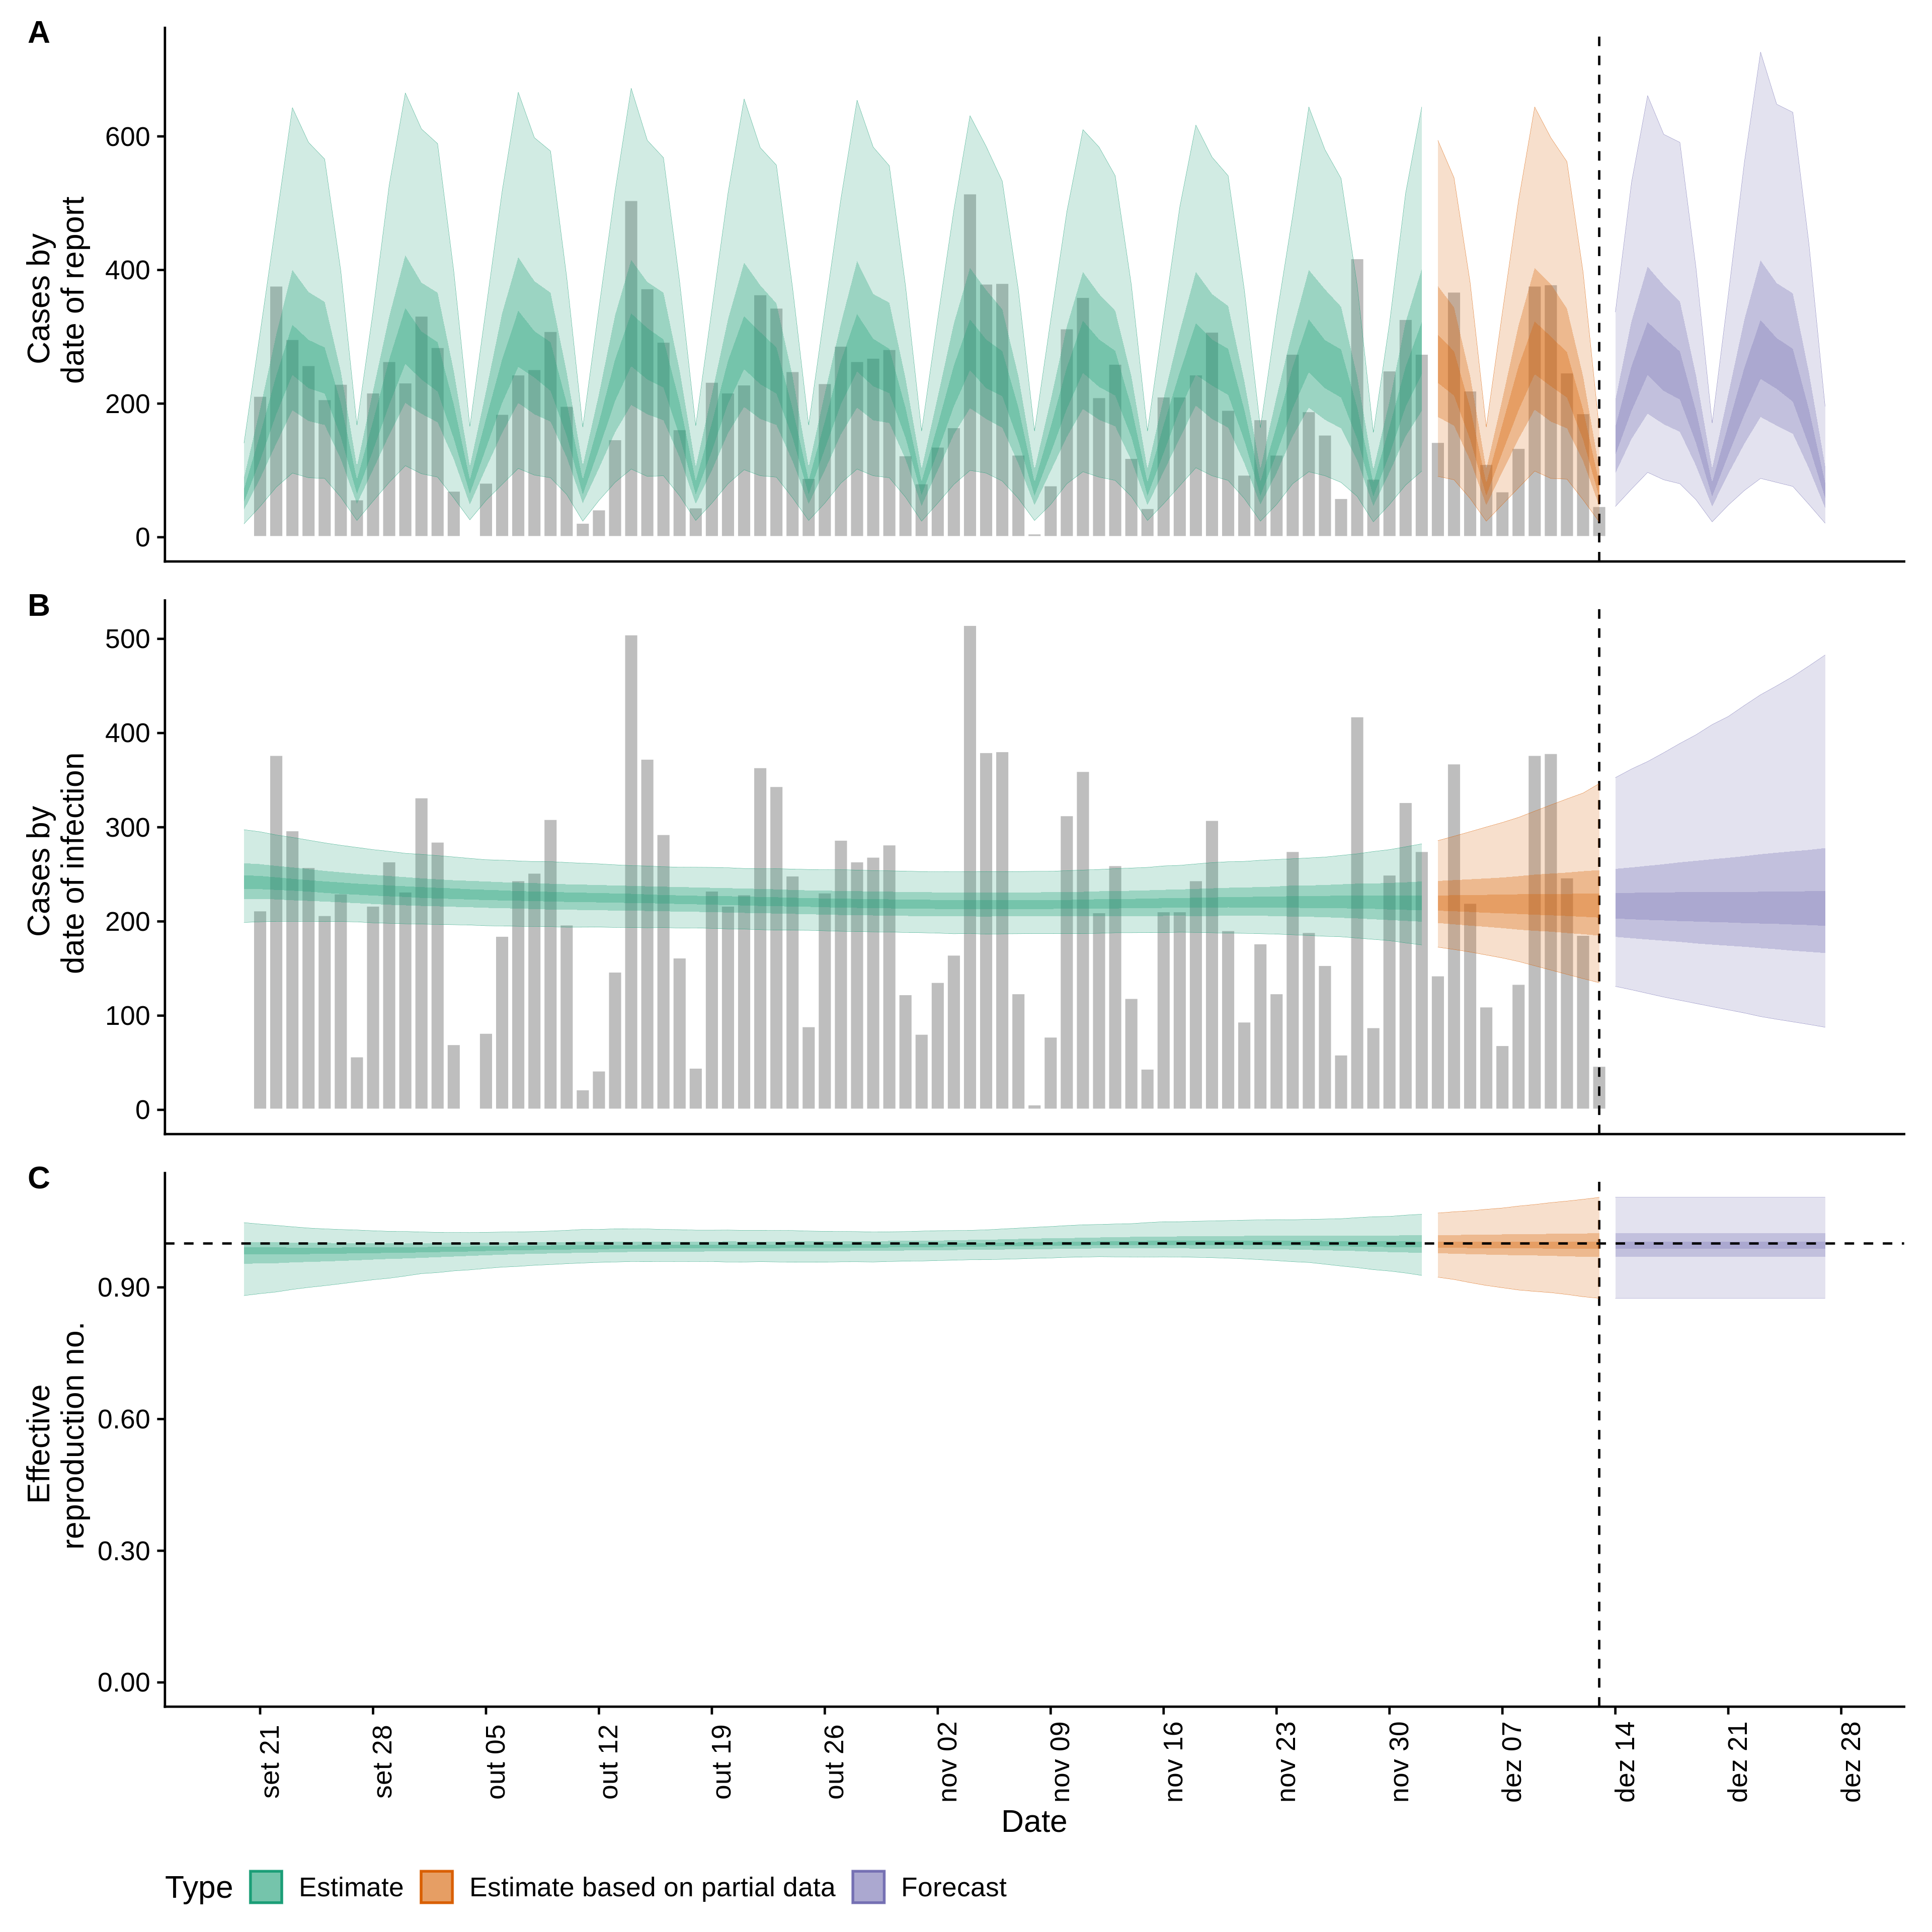 A
Cases by
date of report
600
400
200
0
B
Cases by
date of infection
500
400
300
200
100
0
C
Effective
reproduction no.
0.90
0.60
0.30
0.00
set 21
set 28
out 05
out 12
out 19
out 26
nov 02
nov 09
nov 16
nov 23
nov 30
dez 07
dez 14
dez 21
dez 28
Date
Type
Estimate
Estimate based on partial data
Forecast